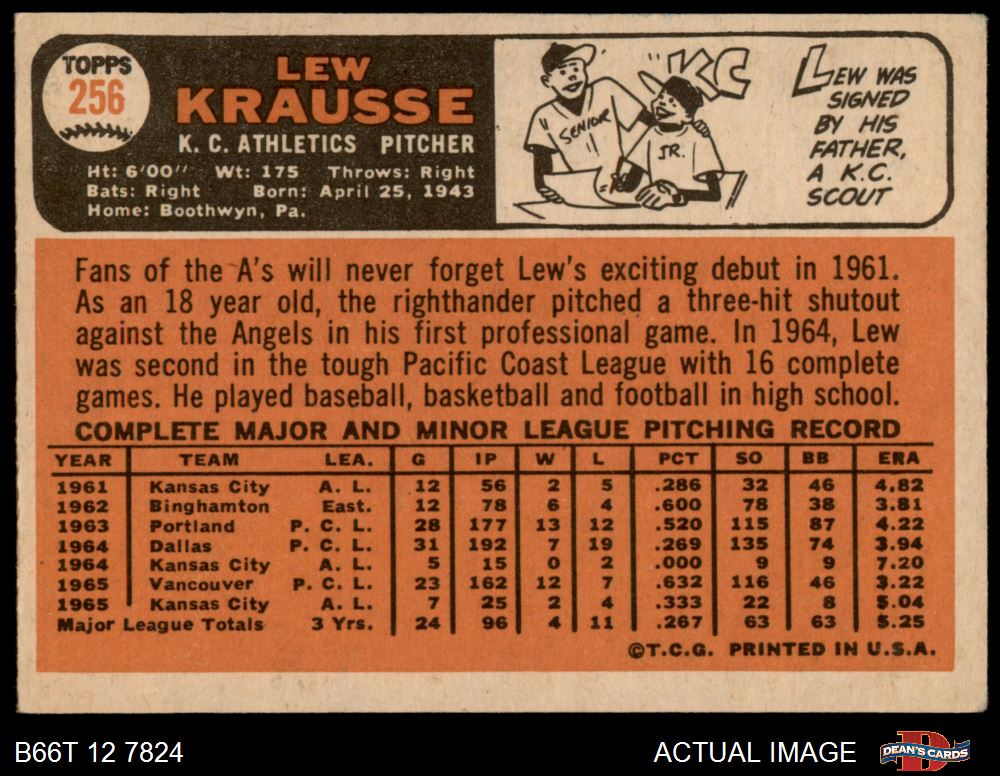 TOPPS
256
LEW
KRAUSSE
K. C. ATHLETICS PITCHER
Ht: 6'00" Wt: 175 Throws: Right
Bats: Right Born: April 25, 1943
Home: Boothwyn, Pa.
SENIOR
JR.
"KC
LEW WAS
SIGNED
BY HIS
FATHER,
A K.C.
SCOUT
Fans of the A's will never forget Lew's exciting debut in 1961.
As an 18 year old, the righthander pitched a three-hit shutout
against the Angels in his first professional game. In 1964, Lew
was second in the tough Pacific Coast League with 16 complete
games. He played baseball, basketball and football in high school.
COMPLETE MAJOR AND MINOR LEAGUE PITCHING RECORD
YEAR TEAM LEA. G IP W L PCT SO BB ERA
1961 Kansas City A. L. 12 56 2 5 .286 32 46 4.82
1962 Binghamton East. 12 78 6 4 .600 78 38 3.81
1963 Portland P. C. L. 28 177 13 12 .520 115 87 4.22
1964 Dallas P. C. L. 31 192 7 19 .269 135 74 3.94
1964 Kansas City A. L. 5 15 0 2 .000 9 9 7.20
1965 Vancouver P. C. L. 23 162 12 7 .632 116 46 3.22
1965 Kansas City A. L. 7 25 2 4 .333 22 8 5.04
Major League Totals 3 Yrs. 24 96 4 11 .267 63 63 5.25
©T.C.G. PRINTED IN U.S.A.
B66T 12 7824
ACTUAL IMAGE
D
DEAN'S CARDS